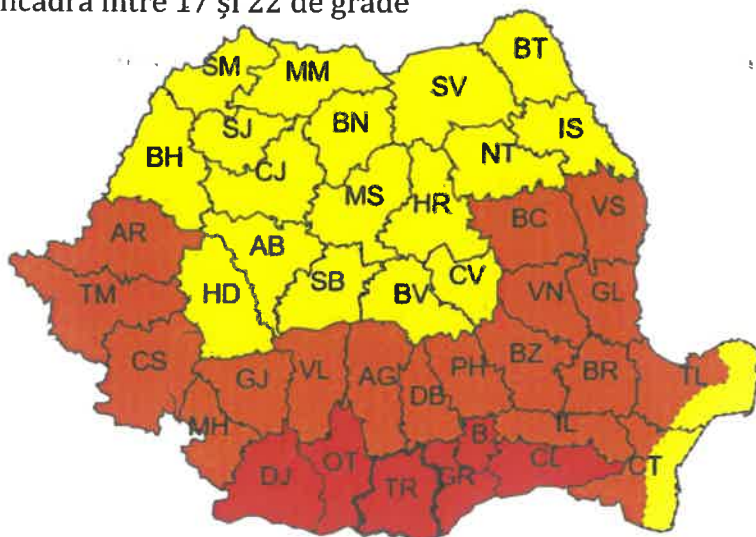 ncadra între 17 și 22 de grade
BT
SM
MM
SV
SJ
BN
IS
BH
CJ
NT
MS
HR
VS
BC
AR
AB
HD
SB
BV
CV
TM
VN
GL
CS
GJ
VL
AG
PH
BZ
BR
TL
DB
MH
IL
B
OT
CL
CT
DJ
TR
GR